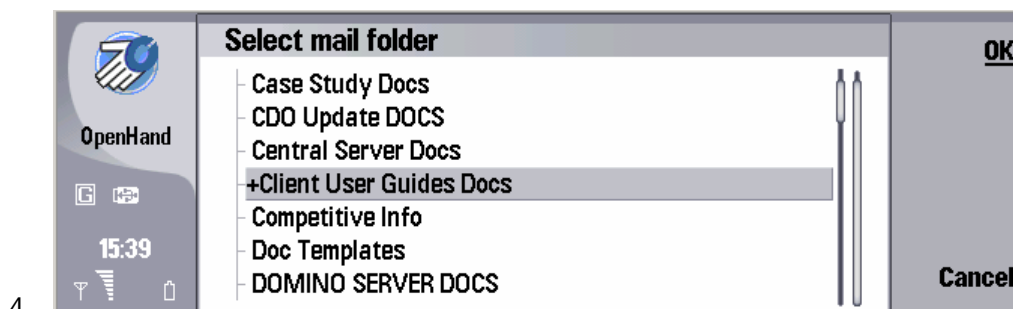 Select mail folder
OK
Case Study Docs
CDO Update DOCS
OpenHand
Central Server Docs
+Client User Guides Docs
G
Competitive Info
15:39
Doc Templates
DOMINO SERVER DOCS
Cancel
4